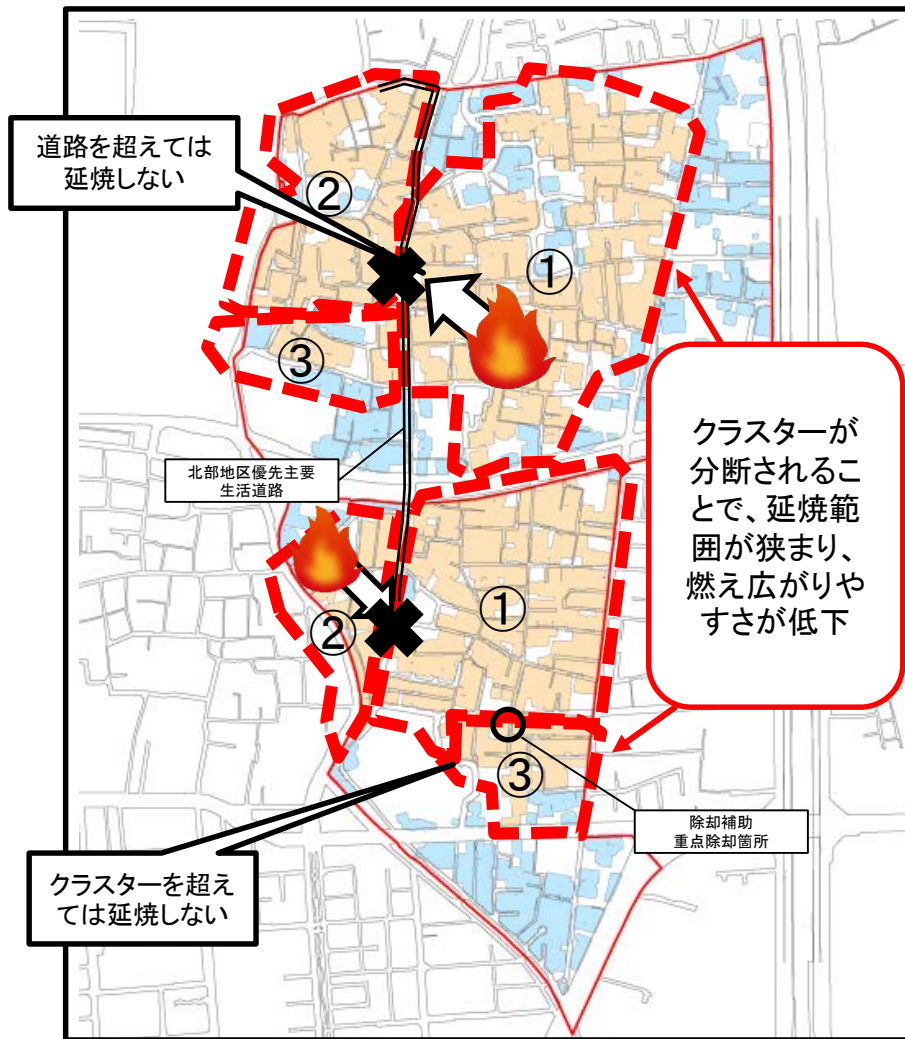 道路を超えては
延焼しない
②
①
③
北部地区優先主要
生活道路
クラスターが
分断されるこ
とで、延焼範
囲が狭まり、
燃え広がりや
すさが低下
①
②
③
除却補助
重点除却箇所
クラスターを超え
ては延焼しない